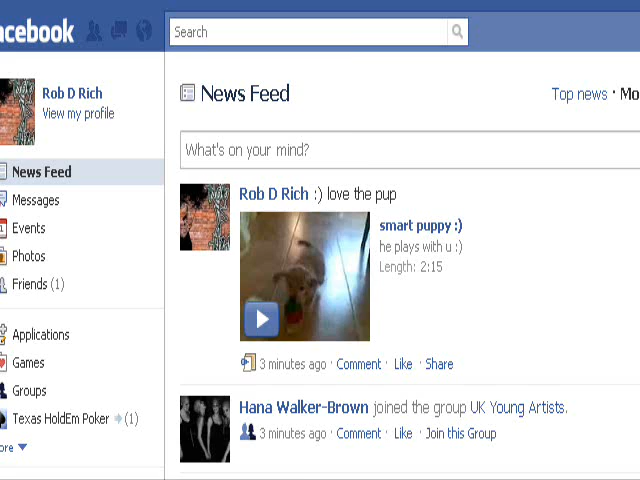 acebook
Search
Rob D Rich
View my profile
News Feed
Top news · Mo
What's on your mind?
News Feed
Messages
Events
Photos
Friends (1)
Applications
Games
Groups
Texas HoldEm Poker (1)
ore
Rob D Rich :) love the pup
smart puppy :)
he plays with u :)
Length: 2:15
3 minutes ago · Comment · Like · Share
Hana Walker-Brown joined the group UK Young Artists.
3 minutes ago · Comment · Like · Join this Group